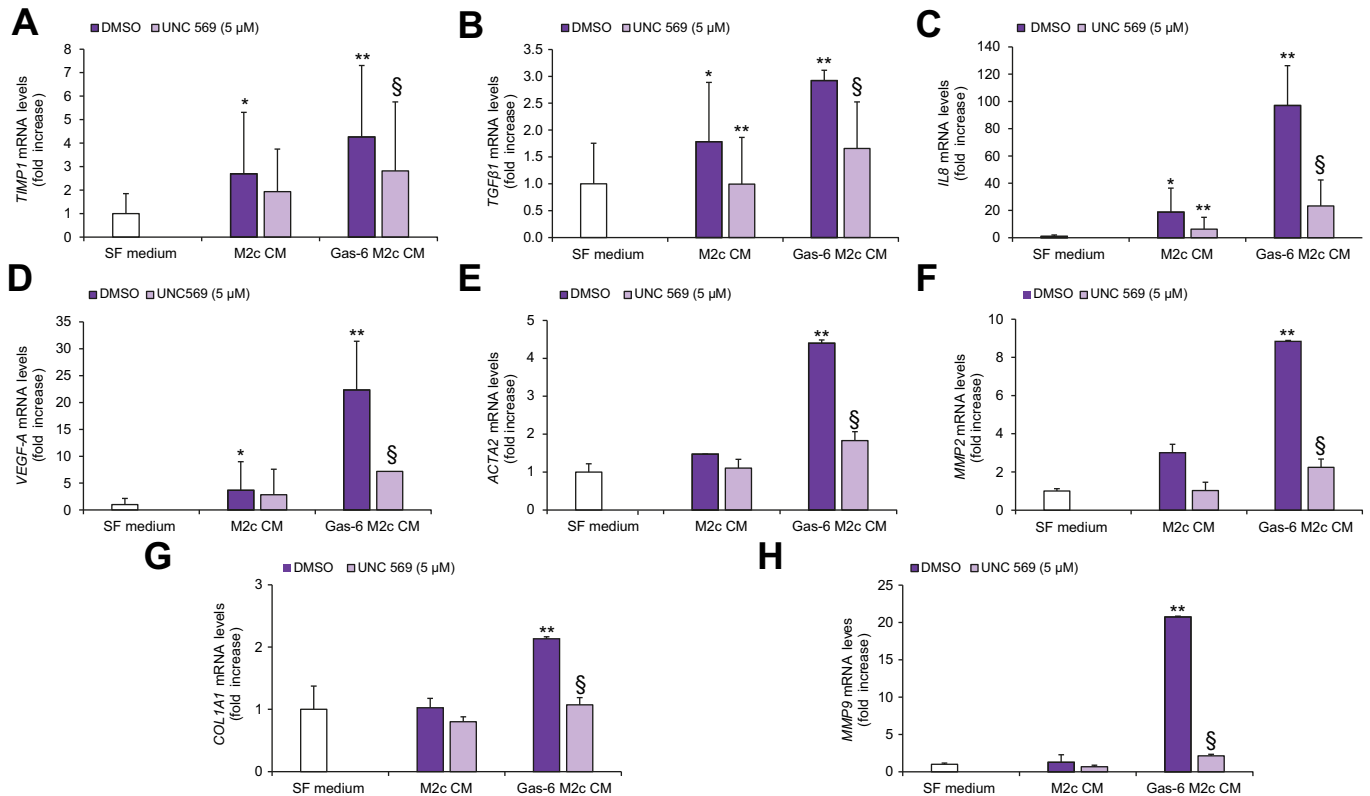 A
DMSO UNC 569 (5 µM)
TIMP1 mRNA levels
(fold increase)
8
7
6
5
4
3
2
1
0
*
**
§
SF medium M2c CM Gas-6 M2c CM
B
DMSO UNC 569 (5 µM)
TGFβ1 mRNA levels
(fold increase)
3.0
2.5
2.0
1.5
1.0
0.5
0.0
*
**
**
§
SF medium M2c CM Gas-6 M2c CM
C
DMSO UNC 569 (5 µM)
IL8 mRNA levels
(fold increase)
140
120
100
80
60
40
20
0
*
**
**
§
SF medium M2c CM Gas-6 M2c CM
D
DMSO UNC569 (5 µM)
VEGF-A mRNA levels
(fold increase)
35
30
25
20
15
10
5
0
*
**
§
SF medium M2c CM Gas-6 M2c CM
E
DMSO UNC 569 (5 µM)
ACTA2 mRNA levels
(fold increase)
5
4
3
2
1
0
**
§
SF medium M2c CM Gas-6 M2c CM
F
DMSO UNC 569 (5 µM)
MMP2 mRNA levels
(fold increase)
10
8
6
4
2
0
**
§
SF medium M2c CM Gas-6 M2c CM
G
DMSO UNC 569 (5 µM)
COL1A1 mRNA levels
(fold increase)
3
2
1
0
**
§
SF medium M2c CM Gas-6 M2c CM
H
DMSO UNC 569 (5 µM)
MMP9 mRNA leves
(fold increase)
25
20
15
10
5
0
**
§
SF medium M2c CM Gas-6 M2c CM